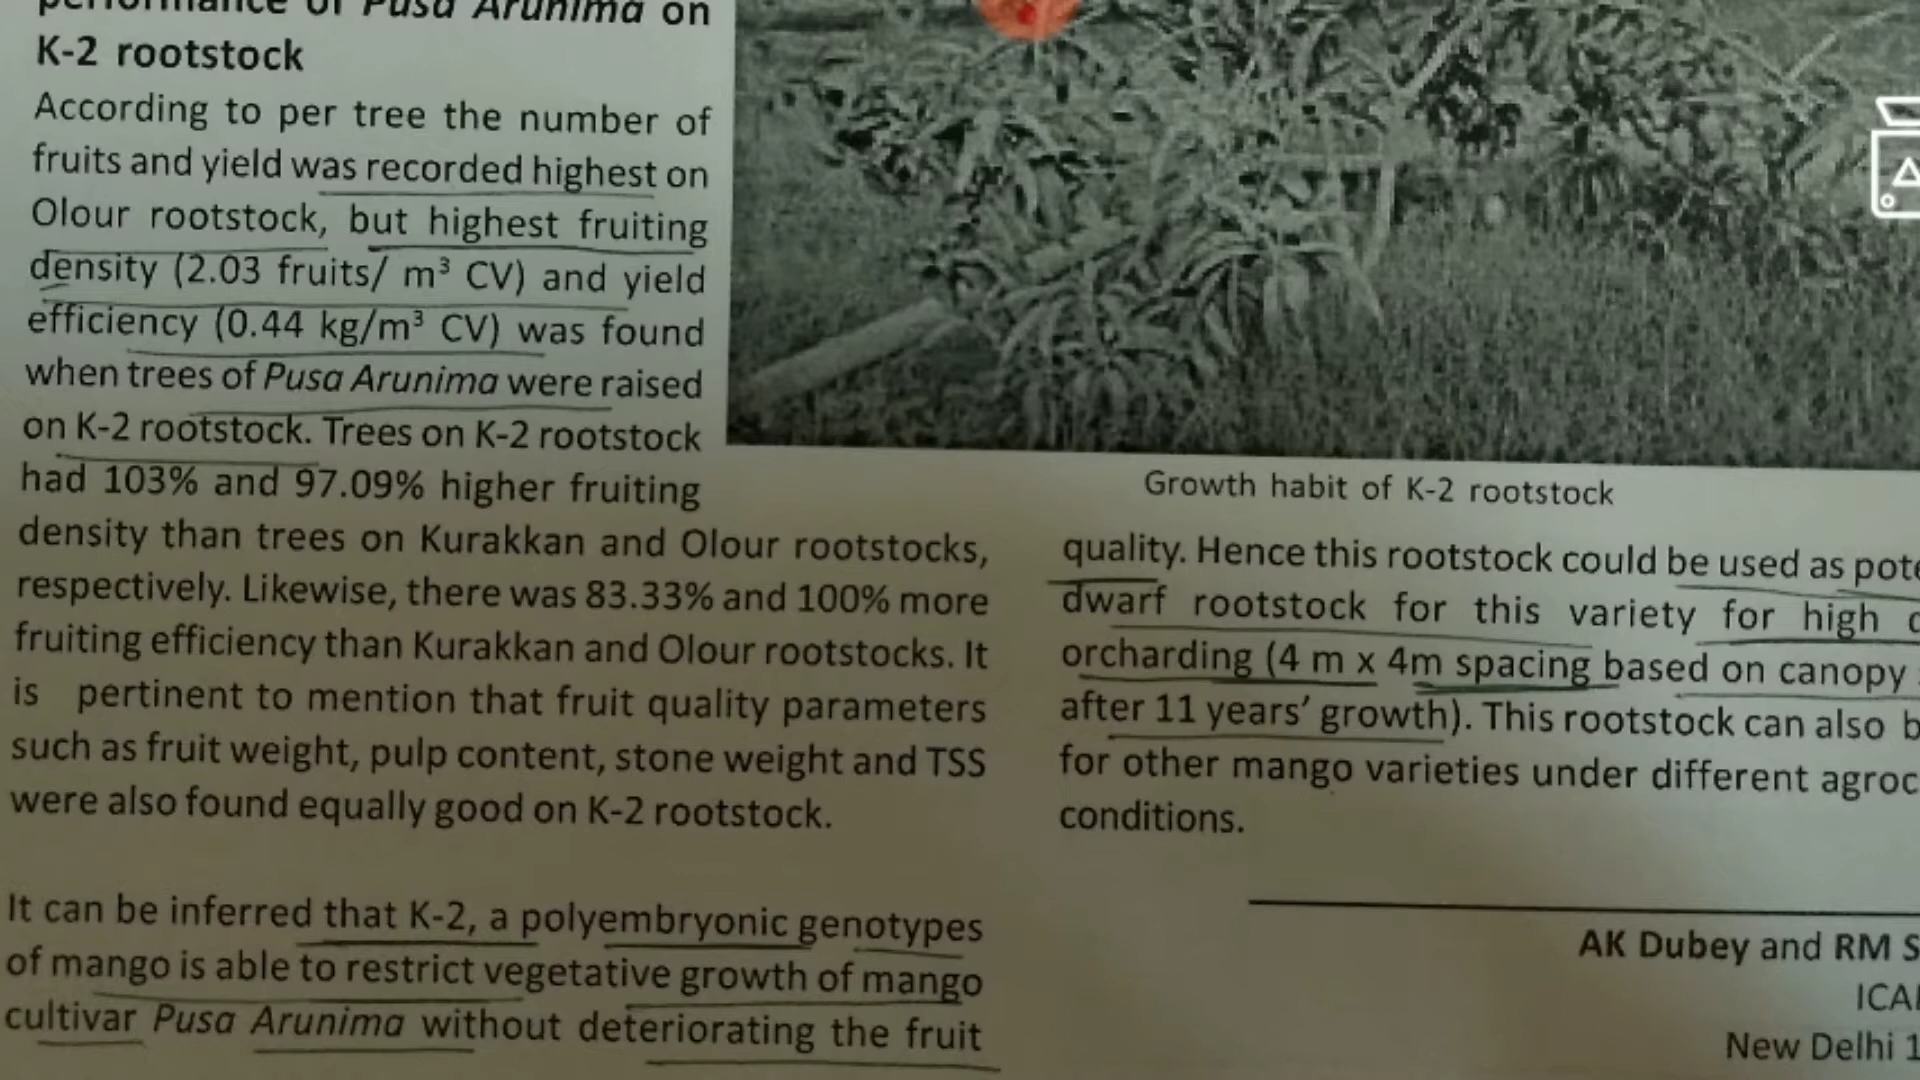 performance of Pusa Arunima on
K-2 rootstock
According to per tree the number of
fruits and yield was recorded highest on
Olour rootstock, but highest fruiting
density (2.03 fruits/ m³ CV) and yield
efficiency (0.44 kg/m³ CV) was found
when trees of Pusa Arunima were raised
on K-2 rootstock. Trees on K-2 rootstock
had 103% and 97.09% higher fruiting
density than trees on Kurakkan and Olour rootstocks,
respectively. Likewise, there was 83.33% and 100% more
fruiting efficiency than Kurakkan and Olour rootstocks. It
is pertinent to mention that fruit quality parameters
such as fruit weight, pulp content, stone weight and TSS
were also found equally good on K-2 rootstock.
It can be inferred that K-2, a polyembryonic genotypes
of mango is able to restrict vegetative growth of mango
cultivar Pusa Arunima without deteriorating the fruit
Growth habit of K-2 rootstock
quality. Hence this rootstock could be used as
dwarf rootstock for this variety for high
orcharding (4 m x 4m spacing based on canopy
after 11 years’ growth). This rootstock can also
for other mango varieties under different
conditions.
AK Dubey and RM
New Delhi